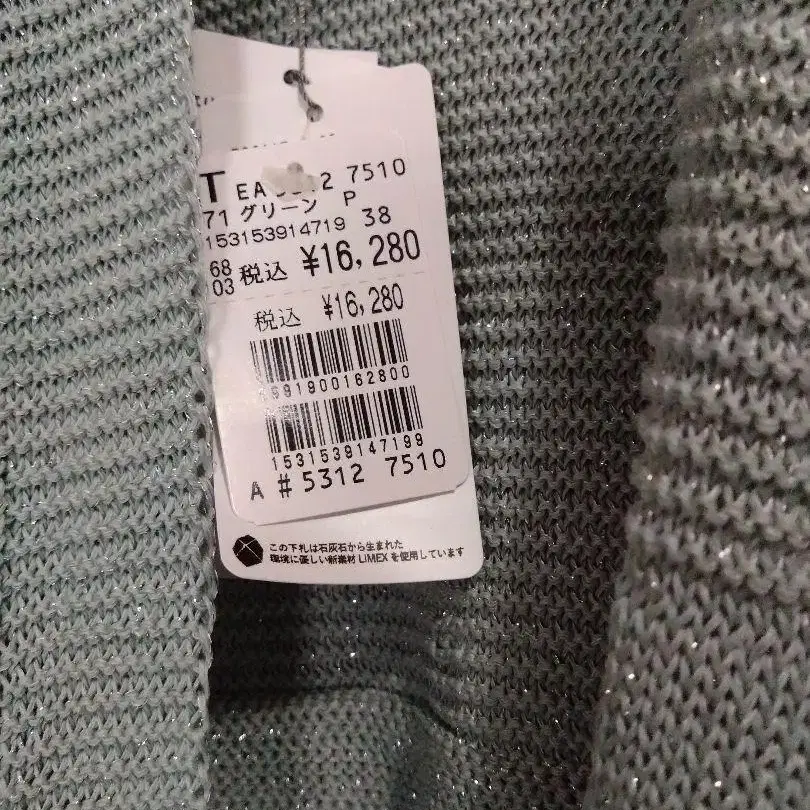 T EA 5312 7510
71 グリーン P
153153914719 38
68
03 税込 ¥16,280
税込 ¥16,280
1991900162800
1531539147199
A # 5312 7510
この下札は石灰石から生まれた
環境に優しい新素材 LIMEX を使用しています